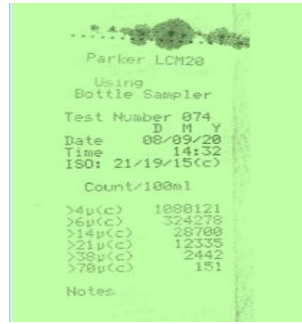 Parker LCM20
Using
Bottle Sampler
Test Number 074
D M Y
Date 08/09/20
Time 14:32
ISO: 21/19/15(c)
Count/100ml
>4μ(c) 1080121
>6μ(c) 324278
>14μ(c) 28700
>21μ(c) 12335
>38μ(c) 2442
>70μ(c) 151
Notes